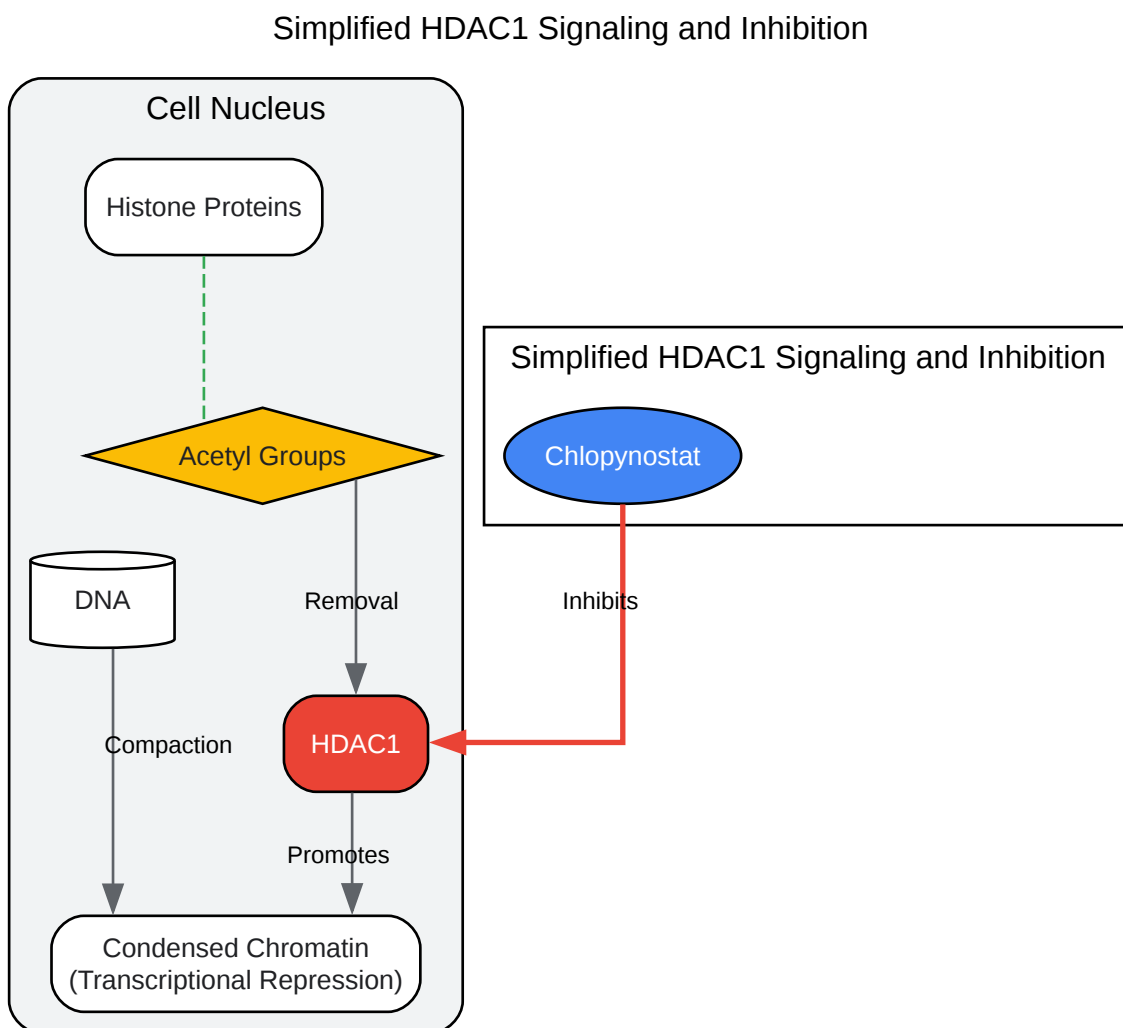 Simplified HDAC1 Signaling and Inhibition
Cell Nucleus
Histone Proteins
Simplified HDAC1 Signaling and Inhibition
Acetyl Groups
Chlopynostat
DNA
Removal
Inhibits
HDAC1
Compaction
Promotes
Condensed Chromatin
(Transcriptional Repression)